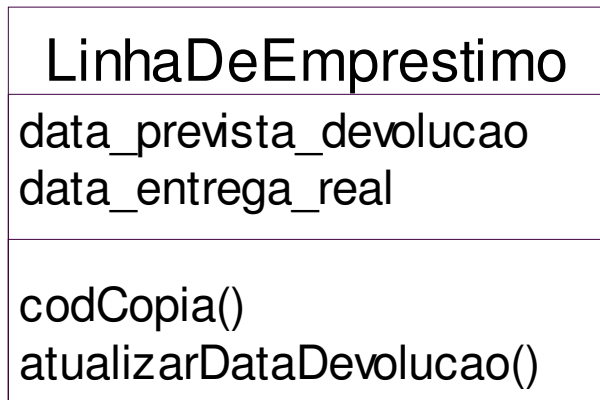 LinhaDeEmprestimo
data_prevista_devolucao
data_entrega_real
codCopia()
atualizarDataDevolucao()